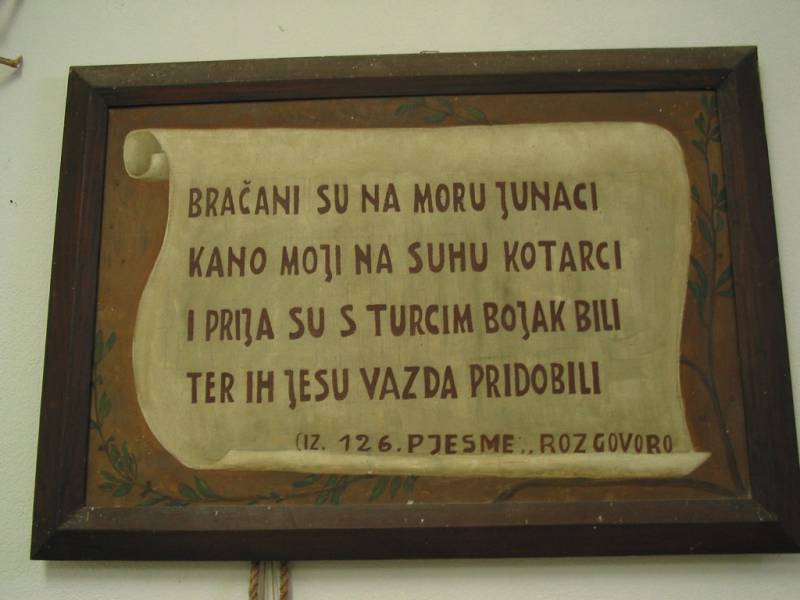 BRAČANI SU NA MORU JUNACI
KANO MOJI NA SUHU KOTARCI
I PRIJA SU S TURCIM BOJAK BILI
TER IH JESU VAZDA PRIDOBILI
(IZ. 126. PJESME: „ROZGOVORO